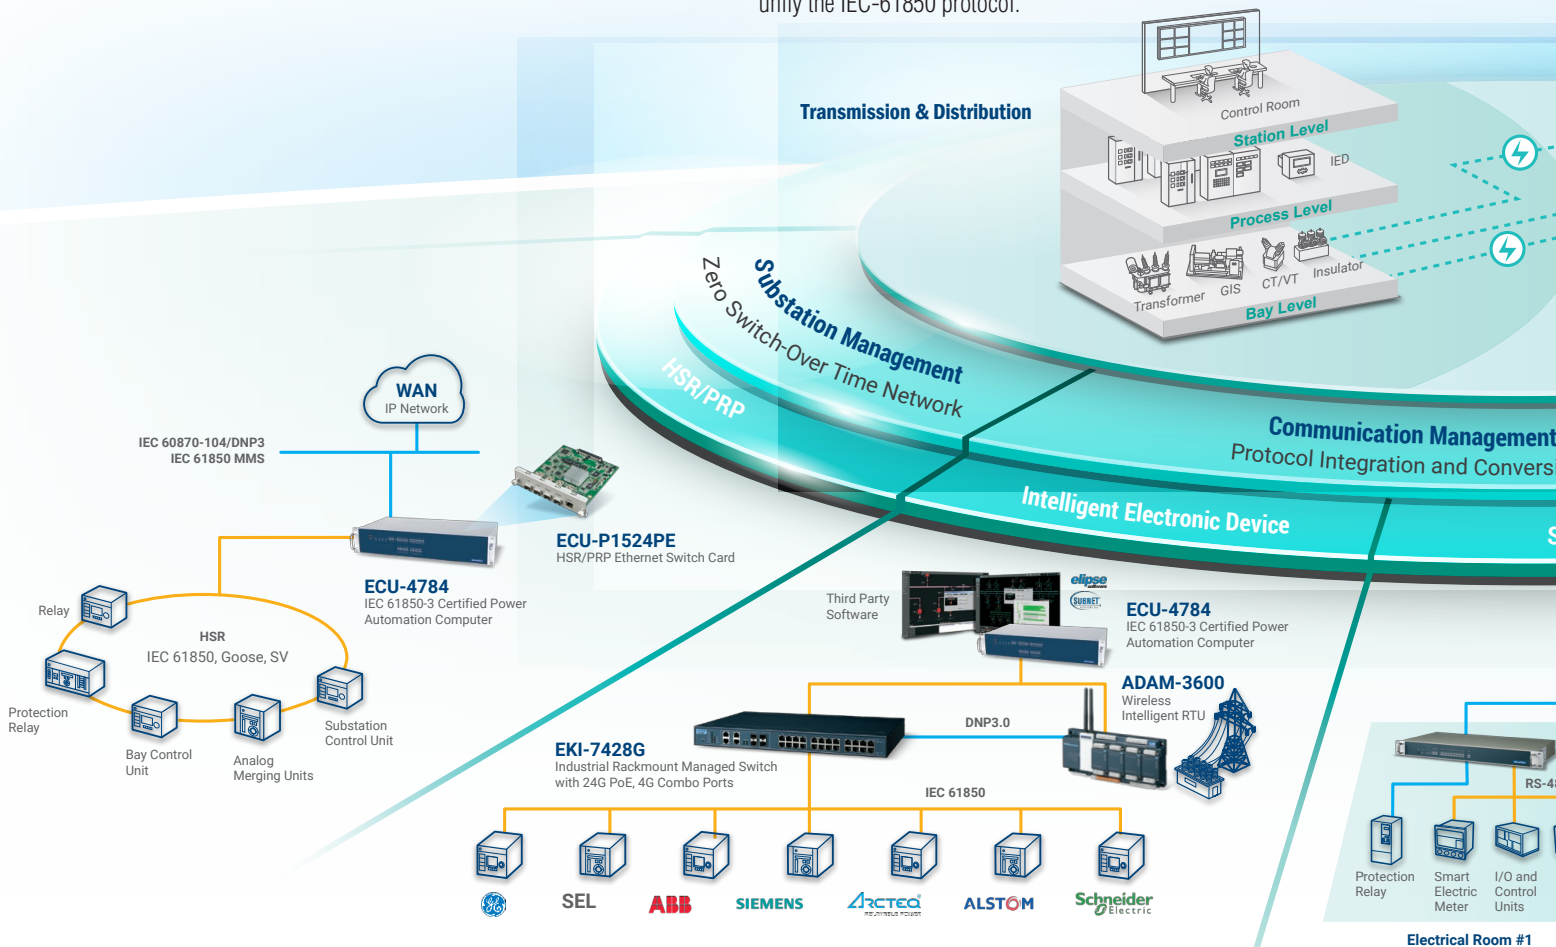 unify the IEC-61850 protocol.
Transmission & Distribution
Control Room
Station Level
IED
Process Level
Transformer
GIS
CT/VT
Insulator
Bay Level
Substation Management
Zero Switch-Over Time Network
HSR/PRP
Communication Management
Protocol Integration and Conversi
Intelligent Electronic Device
S
WAN
IP Network
IEC 60870-104/DNP3
IEC 61850 MMS
ECU-P1524PE
HSR/PRP Ethernet Switch Card
ECU-4784
IEC 61850-3 Certified Power
Automation Computer
Relay
HSR
IEC 61850, Goose, SV
Protection
Relay
Bay Control
Unit
Analog
Merging Units
Substation
Control Unit
Third Party
Software
elipse
software
SUBNET
ECU-4784
IEC 61850-3 Certified Power
Automation Computer
ADAM-3600
Wireless
Intelligent RTU
DNP3.0
EKI-7428G
Industrial Rackmount Managed Switch
with 24G PoE, 4G Combo Ports
IEC 61850
GE
SEL
ABB
SIEMENS
ARCTEQ
ALSTOM
Schneider
Electric
RS-48
Protection
Relay
Smart
Electric
Meter
I/O and
Control
Units
Electrical Room #1